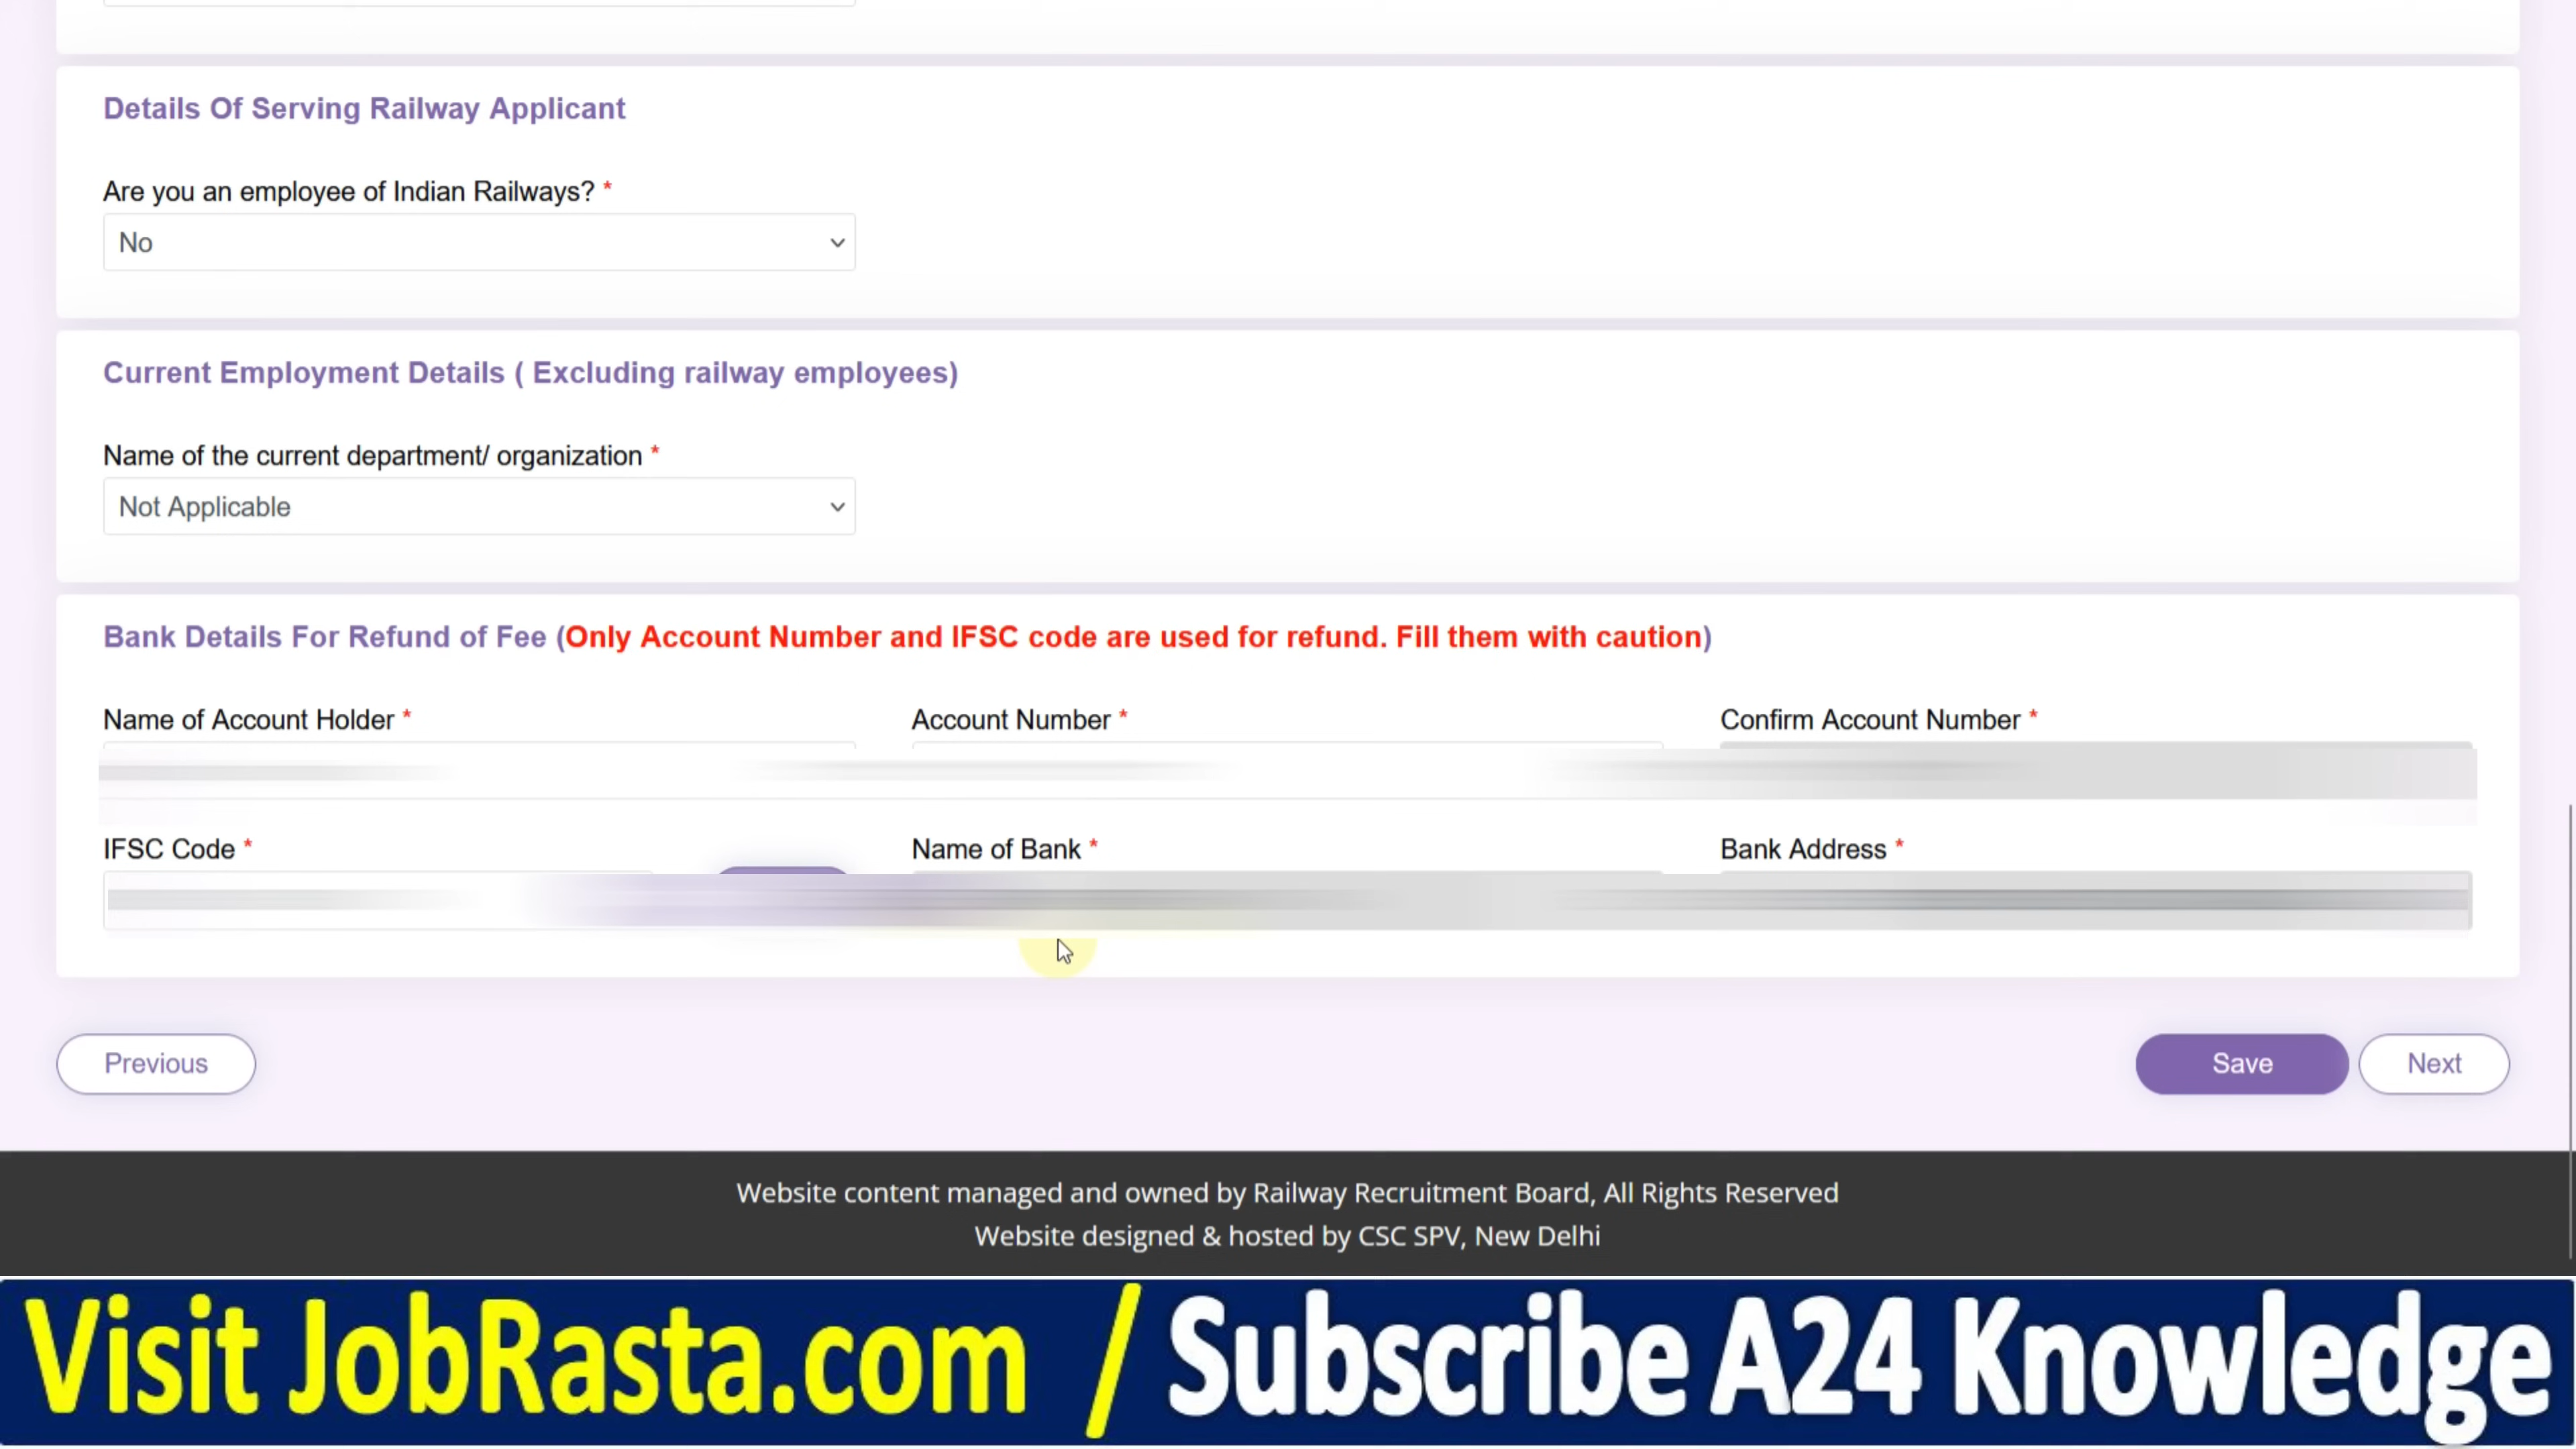 Details Of Serving Railway Applicant
Are you an employee of Indian Railways? *
No
Current Employment Details ( Excluding railway employees)
Name of the current department/ organization *
Not Applicable
Bank Details For Refund of Fee (Only Account Number and IFSC code are used for refund. Fill them with caution)
Name of Account Holder * Account Number * Confirm Account Number *
IFSC Code * Name of Bank * Bank Address *
Previous Save Next
Website content managed and owned by Railway Recruitment Board, All Rights Reserved
Website designed & hosted by CSC SPV, New Delhi
Visit JobRasta.com / Subscribe A24 Knowledge